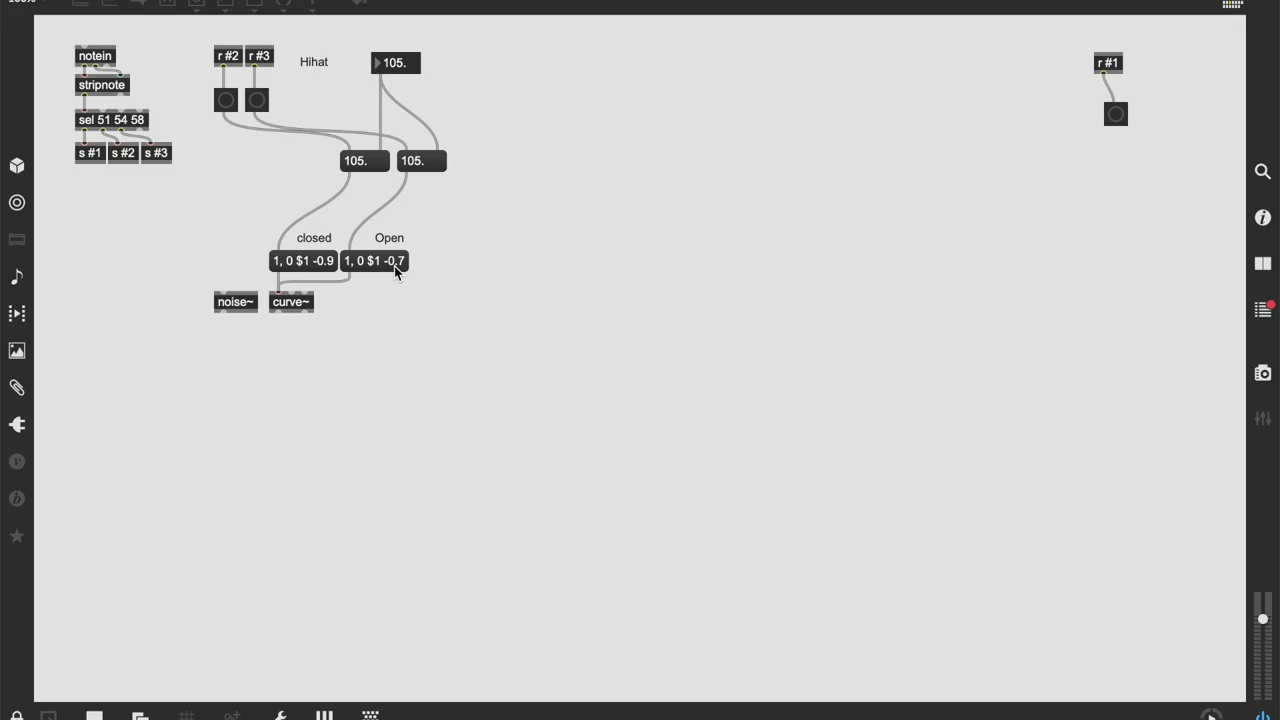 notein
stripnote
sel 51 54 58
s #1 s #2 s #3
r #2 r #3
Hihat
105.
105. 105.
closed Open
1, 0 $1 -0.9 1, 0 $1 -0.7
noise~ curve~
r #1